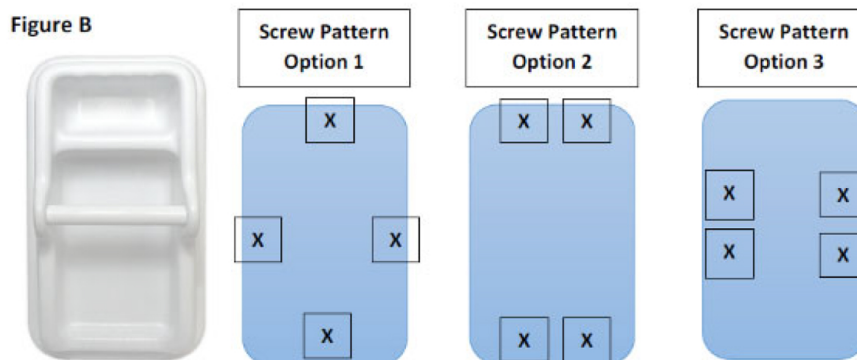 Figure B
Screw Pattern
Option 1
Screw Pattern
Option 2
Screw Pattern
Option 3
X
X
X
X
X
X
X
X
X
X
X
X